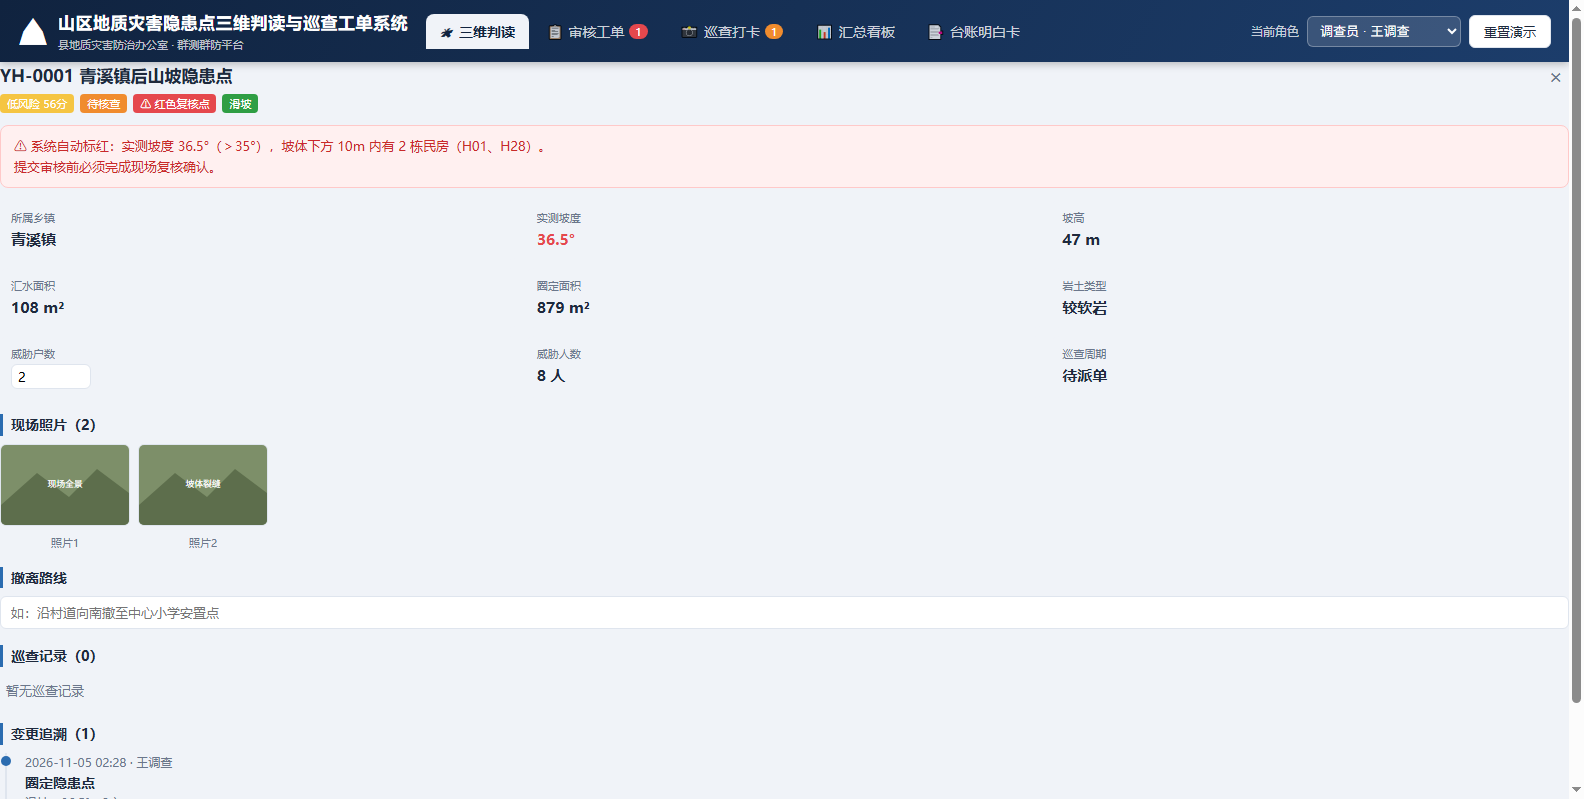 山区地质灾害隐患点三维判读与巡查工单系统
县地质灾害防治办公室 · 群测群防平台
三维判读
审核工单 1
巡查打卡 1
汇总看板
台账明白卡
当前角色
调查员 · 王调查
重置演示
YH-0001 青溪镇后山坡隐患点
×
低风险 56分
待核查
⚠ 红色复核点
滑坡
⚠ 系统自动标红：实测坡度 36.5°（＞35°），坡体下方 10m 内有 2 栋民房（H01、H28）。
提交审核前必须完成现场复核确认。
所属乡镇
青溪镇
实测坡度
36.5°
坡高
47 m
汇水面积
108 m²
圈定面积
879 m²
岩土类型
较软岩
威胁户数
2
威胁人数
8 人
巡查周期
待派单
现场照片（2）
现场全景
坡体裂缝
照片1
照片2
撤离路线
如：沿村道向南撤至中心小学安置点
巡查记录（0）
暂无巡查记录
变更追溯（1）
2026-11-05 02:28 · 王调查
圈定隐患点